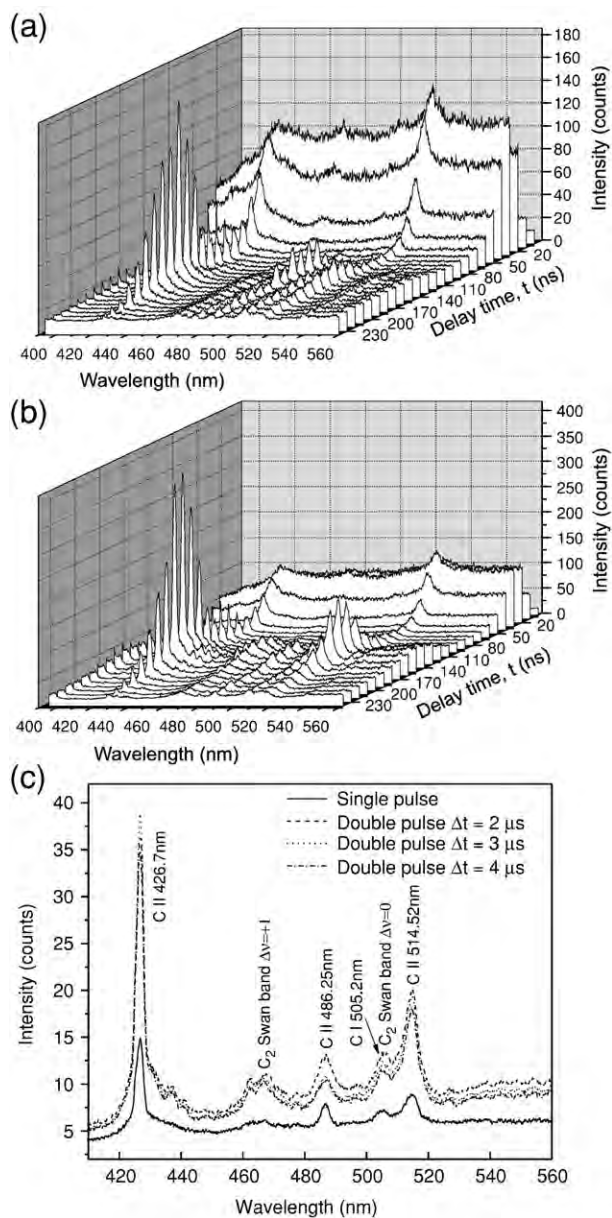 (a)
180
160
140
120
100
80
60
40
20
0
Intensity (counts)
20
50
80
110
140
170
200
230
Delay time, t (ns)
400 420 440 460 480 500 520 540 560
Wavelength (nm)
(b)
400
350
300
250
200
150
100
50
0
Intensity (counts)
20
50
80
110
140
170
200
230
Delay time, t (ns)
400 420 440 460 480 500 520 540 560
Wavelength (nm)
(c)
40
35
30
25
20
15
10
5
Intensity (counts)
Single pulse
Double pulse Δt = 2 μs
Double pulse Δt = 3 μs
Double pulse Δt = 4 μs
C II 426.7nm
C₂ Swan band Δν=+1
C II 486.25nm
C I 505.2nm
C₂ Swan band Δν=0
C II 514.52nm
420 440 460 480 500 520 540 560
Wavelength (nm)